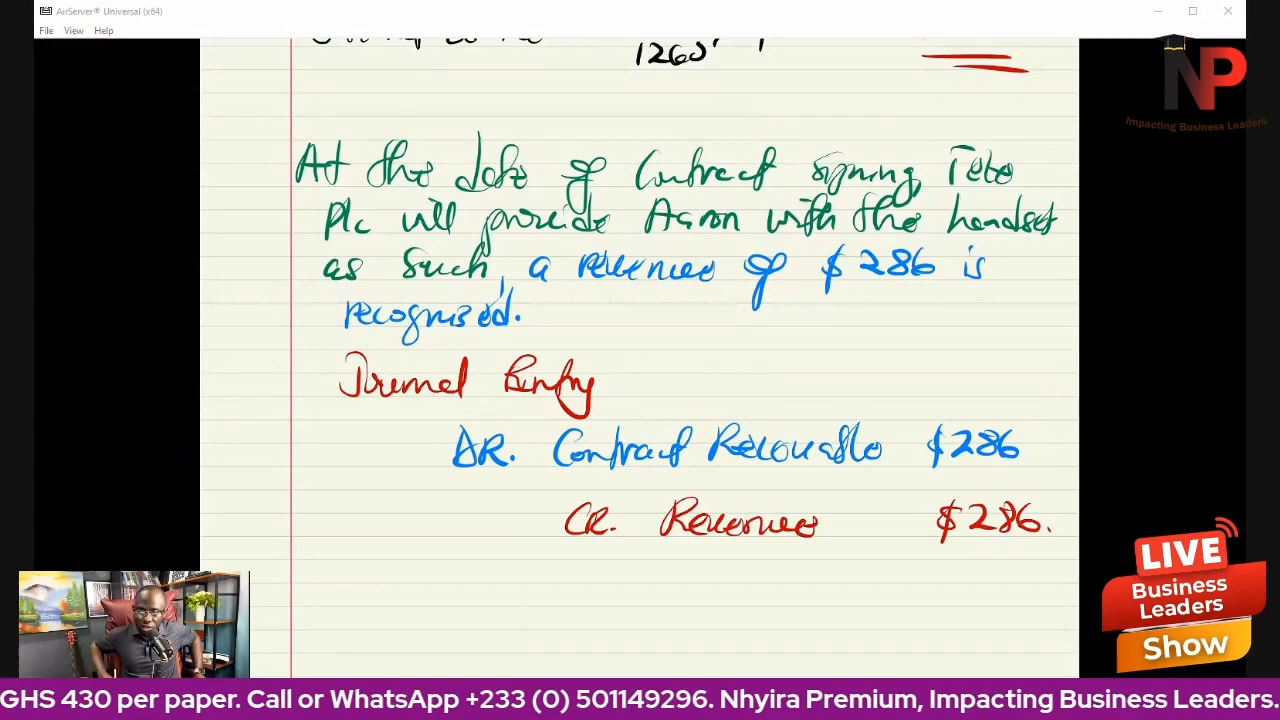 AirServer® Universal (x64)
File View Help
1260
NP
Impacting Business Leaders
At the date of Contract signing, Tete
Plc will provide Aaron with the handset
as such, a revenue of $286 is
recognised.
Journal Entry
DR. Contract Receivable $286
CR. Revenue $286.
LIVE
Business
Leaders
Show
GHS 430 per paper. Call or WhatsApp +233 (0) 501149296. Nhyira Premium, Impacting Business Leaders.